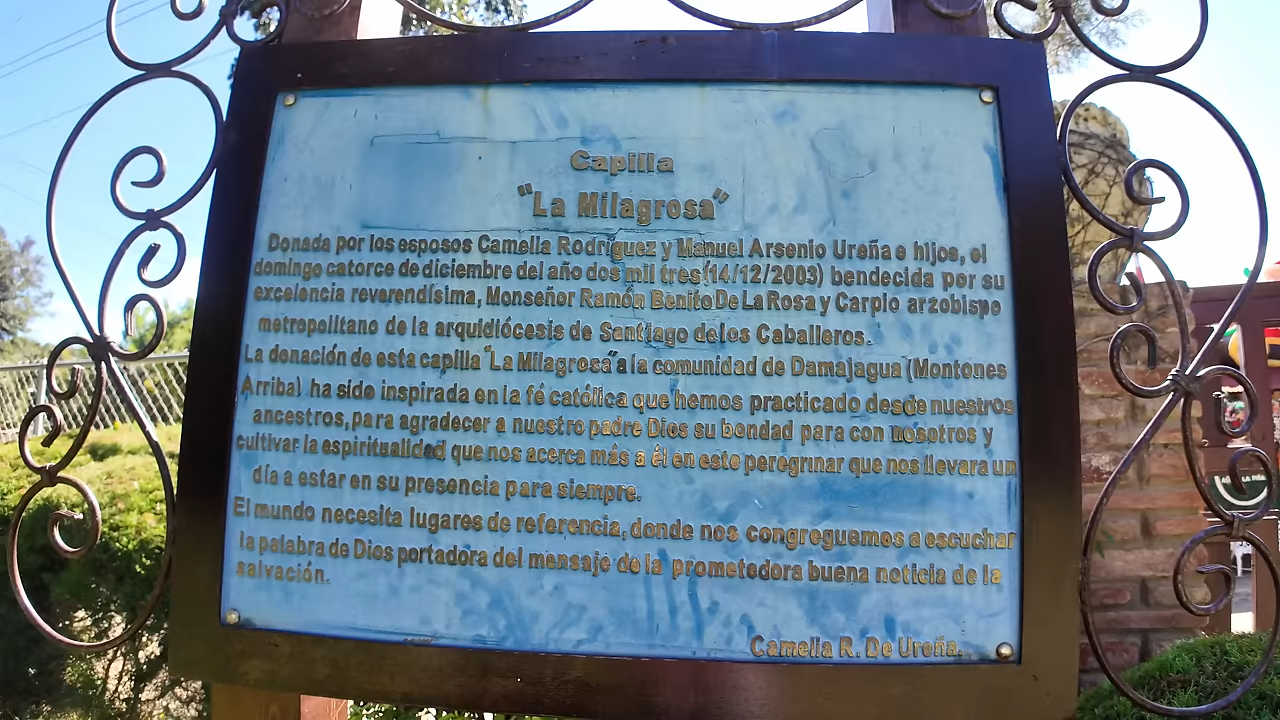 Capilla
"La Milagrosa"
Donada por los esposos Camelia Rodríguez y Manuel Arsenio Ureña e hijos, el
domingo catorce de diciembre del año dos mil tres(14/12/2003) bendecida por su
excelencia reverendísima, Monseñor Ramón Benito De La Rosa y Carpio arzobispo
metropolitano de la arquidiócesis de Santiago de los Caballeros.
La donación de esta capilla "La Milagrosa" a la comunidad de Damajagua (Montones
Arriba) ha sido inspirada en la fé católica que hemos practicado desde nuestros
ancestros, para agradecer a nuestro padre Dios su bondad para con nosotros y
cultivar la espiritualidad que nos acerca más a él en este peregrinar que nos llevara un
día a estar en su presencia para siempre.
El mundo necesita lugares de referencia, donde nos congreguemos a escuchar
la palabra de Dios portadora del mensaje de la prometedora buena noticia de la
salvación.
Camelia R. De Ureña.